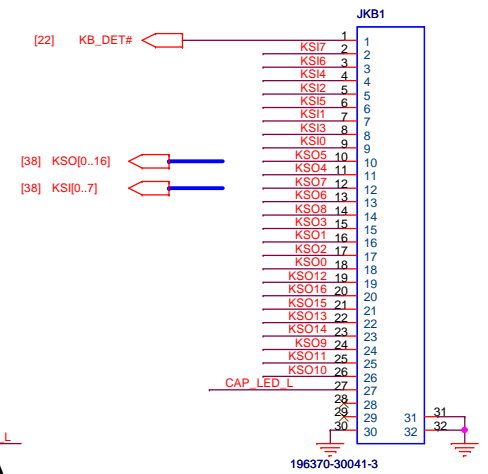 JKB1
[22] KB_DET# 1 1
KSI7 2 2
KSI6 3 3
KSI4 4 4
KSI2 5 5
KSI5 6 6
KSI1 7 7
KSI3 8 8
KSI0 9 9
[38] KSO[0..16] KSO5 10 10
KSO4 11 11
[38] KSI[0..7] KSO7 12 12
KSO6 13 13
KSO8 14 14
KSO3 15 15
KSO1 16 16
KSO2 17 17
KSO0 18 18
KSO12 19 19
KSO16 20 20
KSO15 21 21
KSO13 22 22
KSO14 23 23
KSO9 24 24
KSO11 25 25
KSO10 26 26
CAP_LED_L 27 27
28 28
29 29 31 31
30 30 32 32
L
196370-30041-3